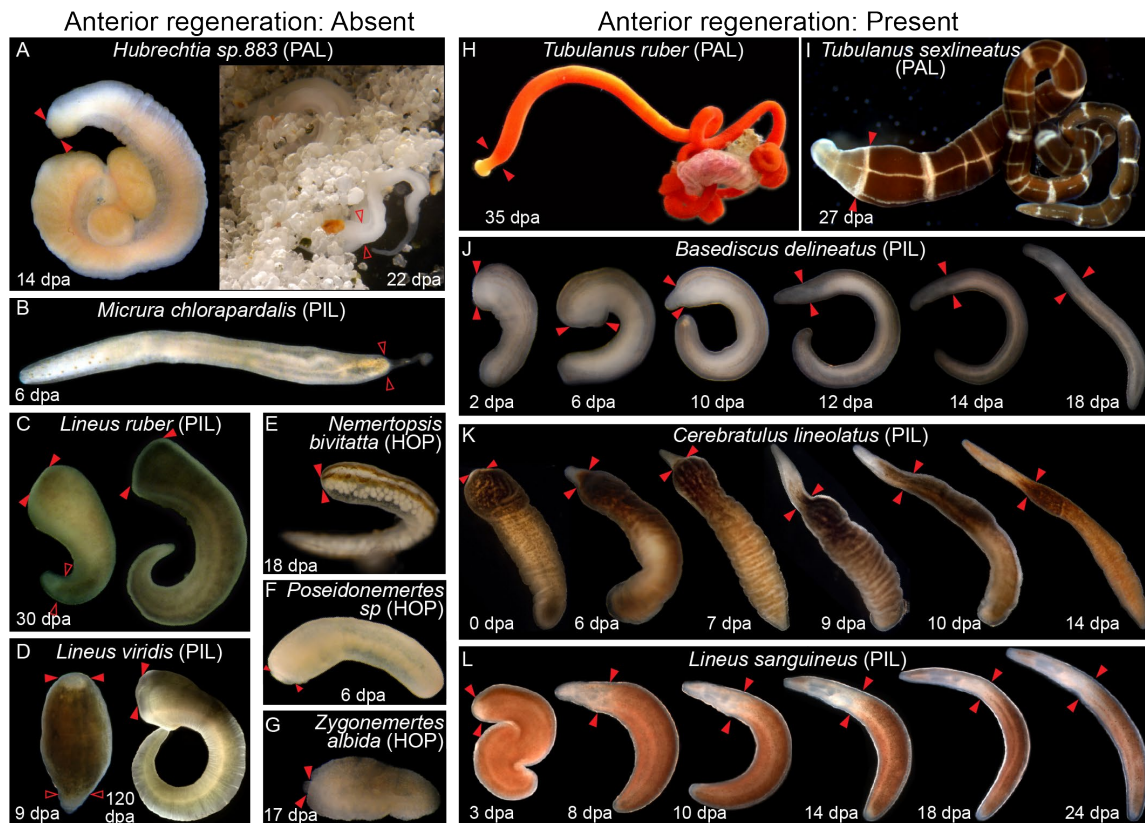 Anterior regeneration: Absent
Anterior regeneration: Present
A
Hubrechtia sp.883 (PAL)
14 dpa
22 dpa
B
Micrura chlorapardalis (PIL)
6 dpa
C
Lineus ruber (PIL)
30 dpa
D
Lineus viridis (PIL)
9 dpa
120
dpa
E
Nemertopsis
bivitatta (HOP)
18 dpa
F
Poseidonemertes
sp (HOP)
6 dpa
G
Zygonemertes
albida (HOP)
17 dpa
H
Tubulanus ruber (PAL)
35 dpa
I
Tubulanus sexlineatus
(PAL)
27 dpa
J
Basediscus delineatus (PIL)
2 dpa
6 dpa
10 dpa
12 dpa
14 dpa
18 dpa
K
Cerebratulus lineolatus (PIL)
0 dpa
6 dpa
7 dpa
9 dpa
10 dpa
14 dpa
L
Lineus sanguineus (PIL)
3 dpa
8 dpa
10 dpa
14 dpa
18 dpa
24 dpa